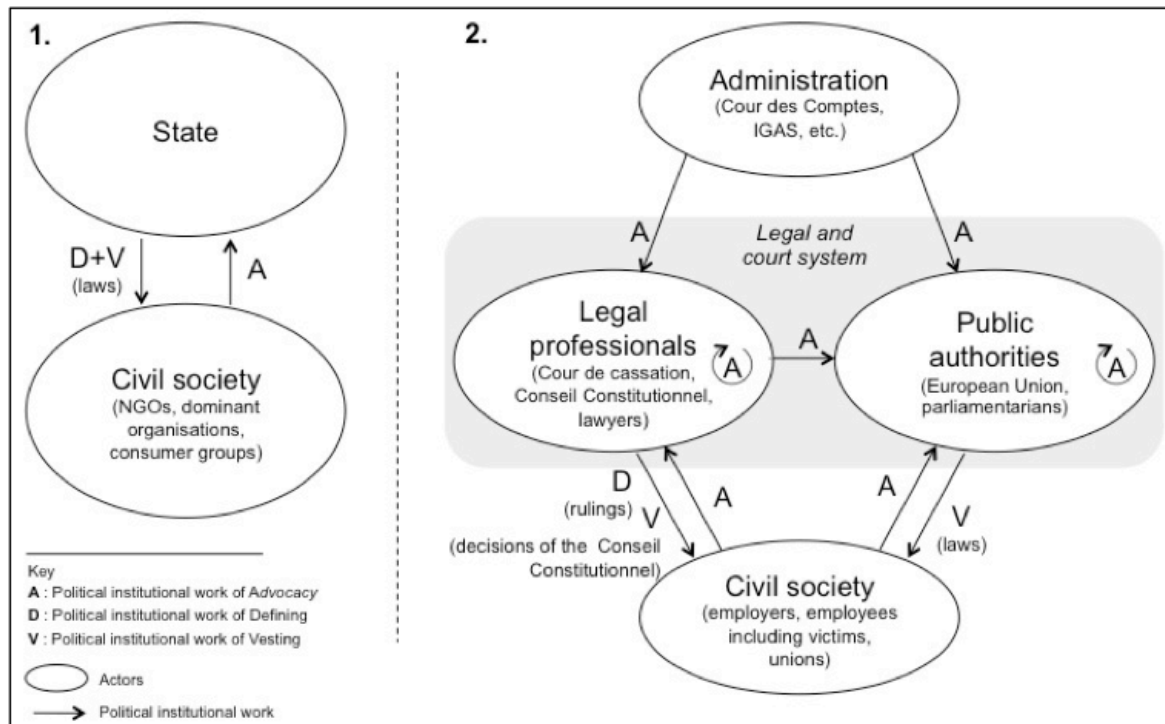 1.
State
D+V
(laws)
A
Civil society
(NGOs, dominant
organisations,
consumer groups)
Key
A : Political institutional work of Advocacy
D : Political institutional work of Defining
V : Political institutional work of Vesting
Actors
Political institutional work
2.
Administration
(Cour des Comptes,
IGAS, etc.)
A
A
Legal and
court system
Legal
professionals
(Cour de cassation,
Conseil Constitutionnel,
lawyers)
A
A
Public
authorities
(European Union,
parliamentarians)
A
D
(rulings)
V
(decisions of the Conseil
Constitutionnel)
A
A
V
(laws)
Civil society
(employers, employees
including victims,
unions)